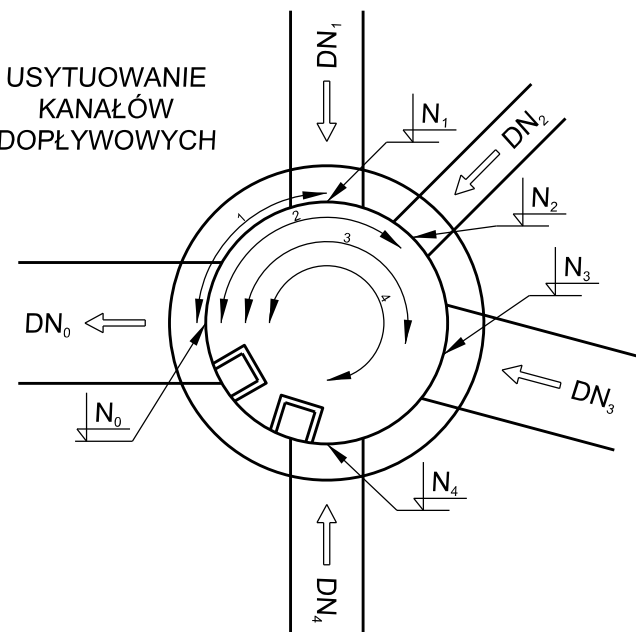 USYTUOWANIE
KANAŁÓW
DOPŁYWOWYCH
DN₁
N₁
DN₂
N₂
1
2
3
4
N₃
DN₀
DN₃
N₀
N₄
DN₄